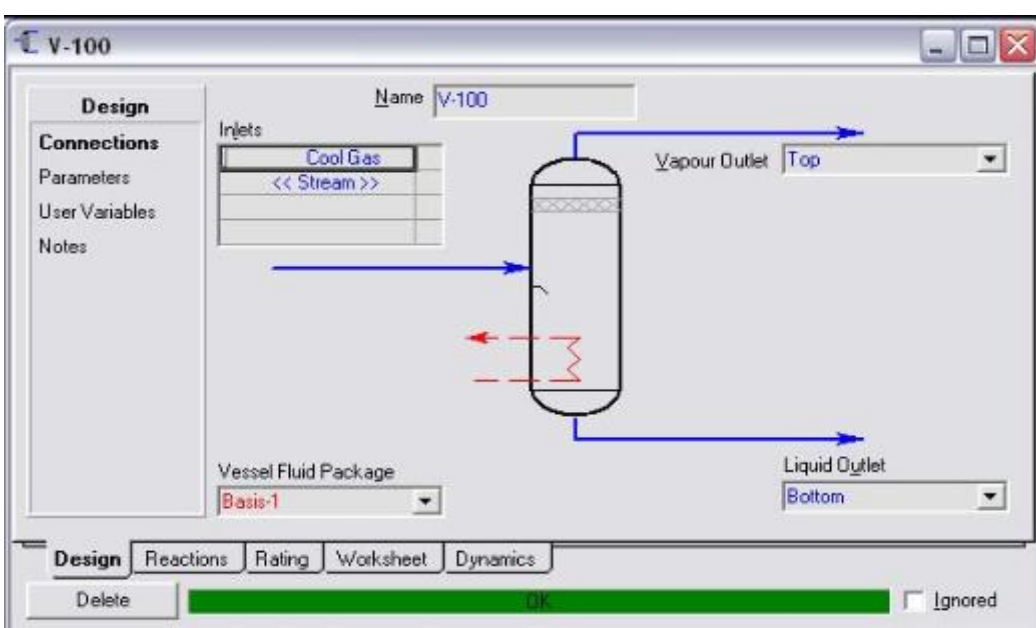 V-100
Design
Connections
Parameters
User Variables
Notes
Name V-100
Inlets
Cool Gas
<< Stream >>
Vapour Outlet Top
Vessel Fluid Package
Basis-1
Liquid Outlet
Bottom
Design Reactions Rating Worksheet Dynamics
Delete OK Ignored